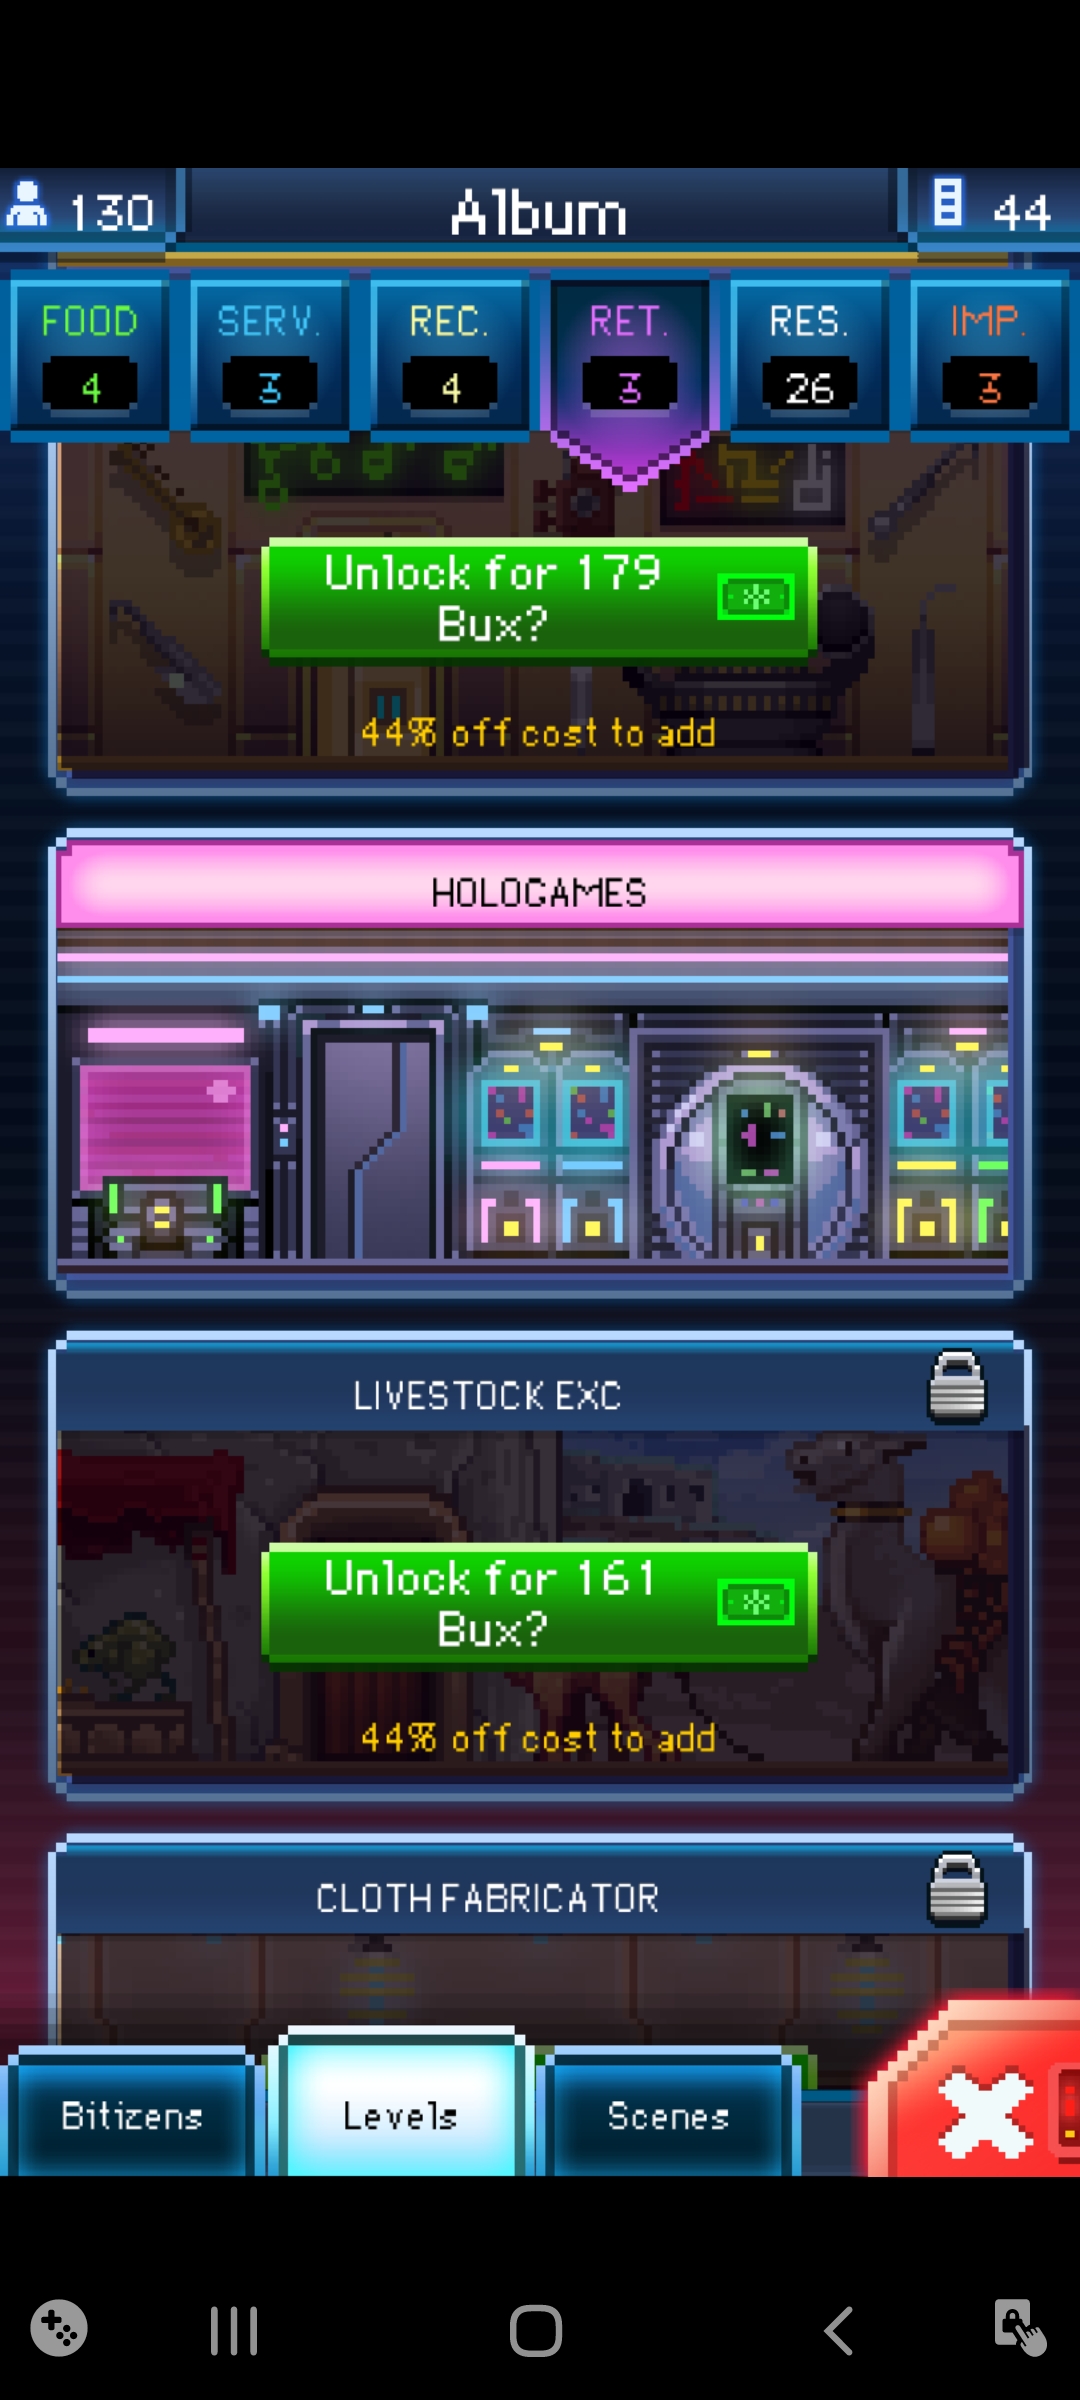 130
Album
44
FOOD
SERV.
REC.
RET.
RES.
IMP.
4
3
4
3
26
3
Unlock for 179
Bux?
44% off cost to add
HOLOGAMES
LIVESTOCK EXC
Unlock for 161
Bux?
44% off cost to add
CLOTH FABRICATOR
Bitizens
Levels
Scenes